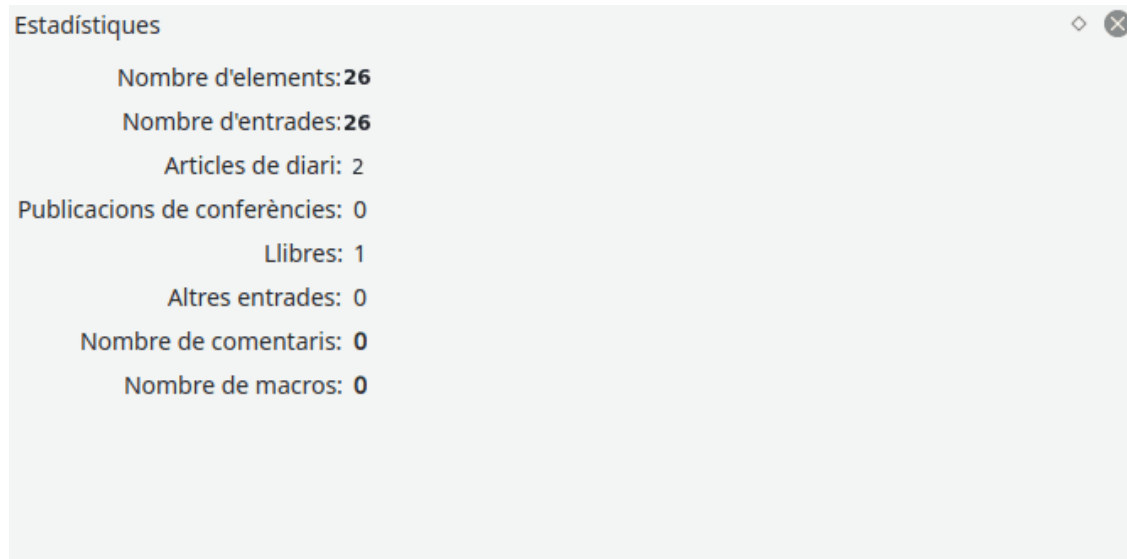 Estadístiques
Nombre d'elements: 26
Nombre d'entrades: 26
Articles de diari: 2
Publicacions de conferències: 0
Llibres: 1
Altres entrades: 0
Nombre de comentaris: 0
Nombre de macros: 0